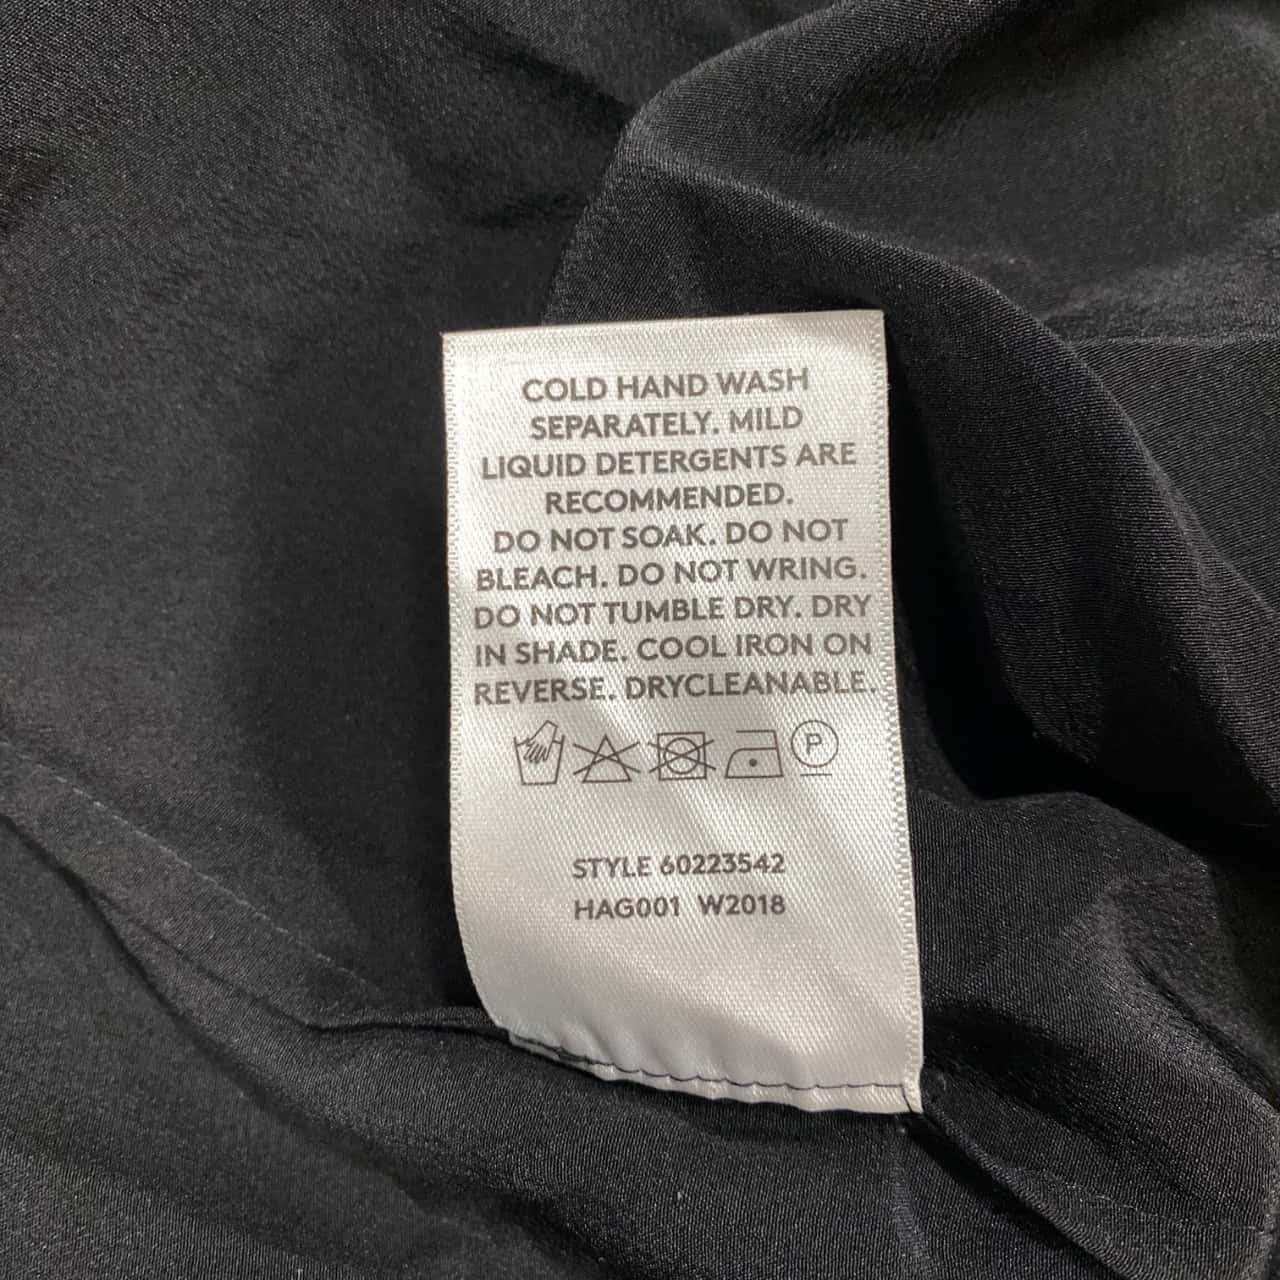 COLD HAND WASH
SEPARATELY. MILD
LIQUID DETERGENTS ARE
RECOMMENDED.
DO NOT SOAK. DO NOT
BLEACH. DO NOT WRING.
DO NOT TUMBLE DRY. DRY
IN SHADE. COOL IRON ON
REVERSE. DRYCLEANABLE.
P
STYLE 60223542
HAG001 W2018